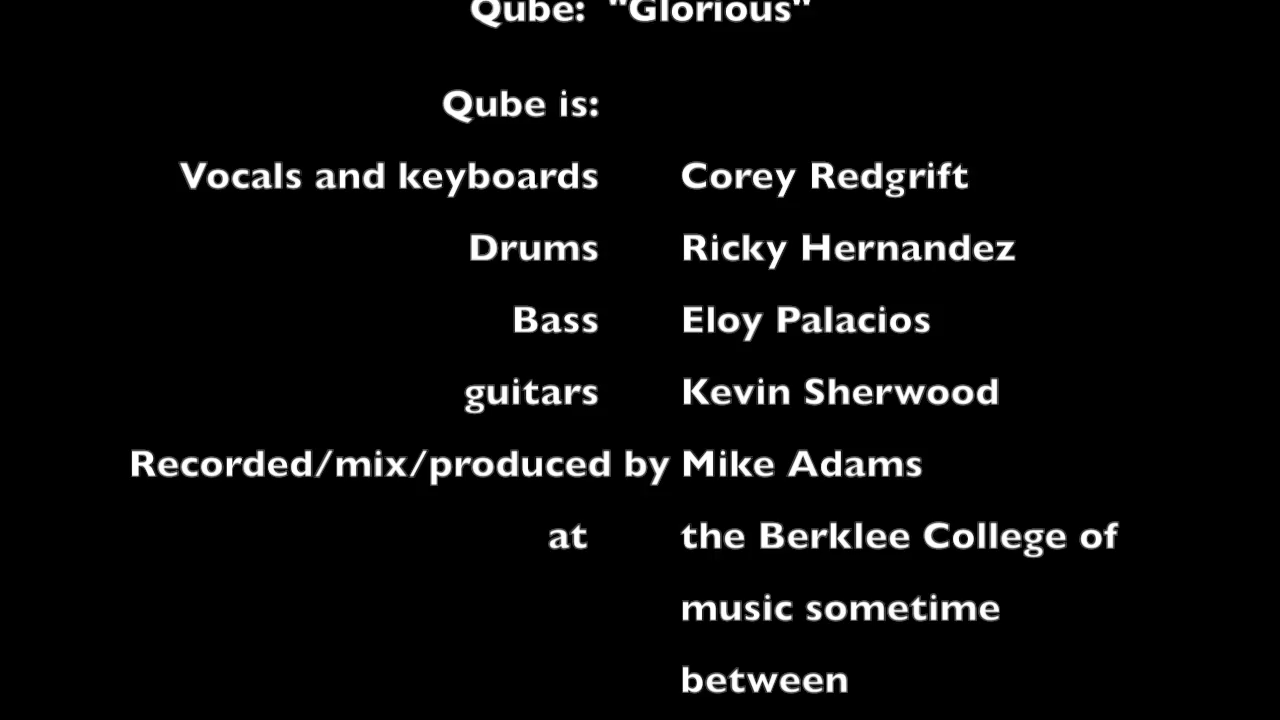 Qube: "Glorious"
Qube is:
Vocals and keyboards Corey Redgrift
Drums Ricky Hernandez
Bass Eloy Palacios
guitars Kevin Sherwood
Recorded/mix/produced by Mike Adams
at the Berklee College of
music sometime
between